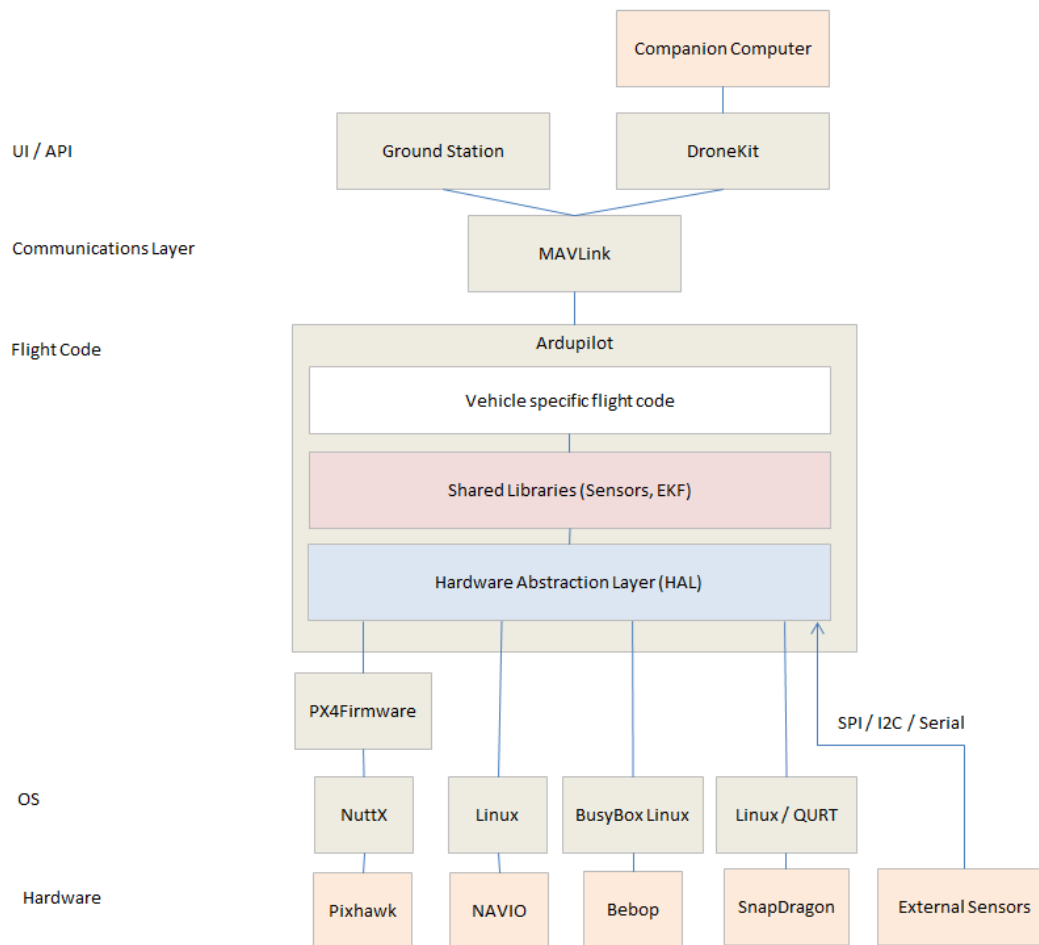 Companion Computer
UI / API
Ground Station
DroneKit
Communications Layer
MAVLink
Flight Code
Ardupilot
Vehicle specific flight code
Shared Libraries (Sensors, EKF)
Hardware Abstraction Layer (HAL)
PX4Firmware
SPI / I2C / Serial
OS
NuttX
Linux
BusyBox Linux
Linux / QURT
Hardware
Pixhawk
NAVIO
Bebop
SnapDragon
External Sensors